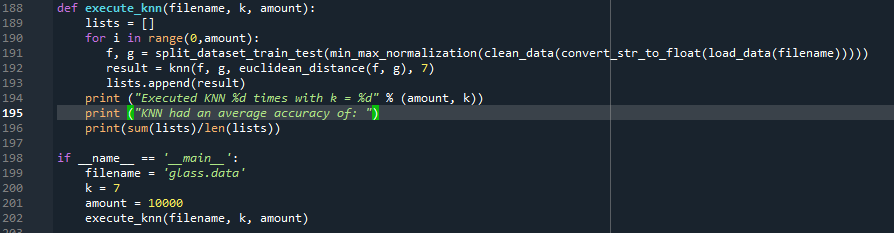 188 def execute_knn(filename, k, amount):
189     lists = []
190     for i in range(0,amount):
191         f, g = split_dataset_train_test(min_max_normalization(clean_data(convert_str_to_float(load_data(filename)))))
192         result = knn(f, g, euclidean_distance(f, g), 7)
193         lists.append(result)
194     print ("Executed KNN %d times with k = %d" % (amount, k))
195     print ("KNN had an average accuracy of: ")
196     print(sum(lists)/len(lists))
197
198 if __name__ == '__main__':
199     filename = 'glass.data'
200     k = 7
201     amount = 10000
202     execute_knn(filename, k, amount)
203